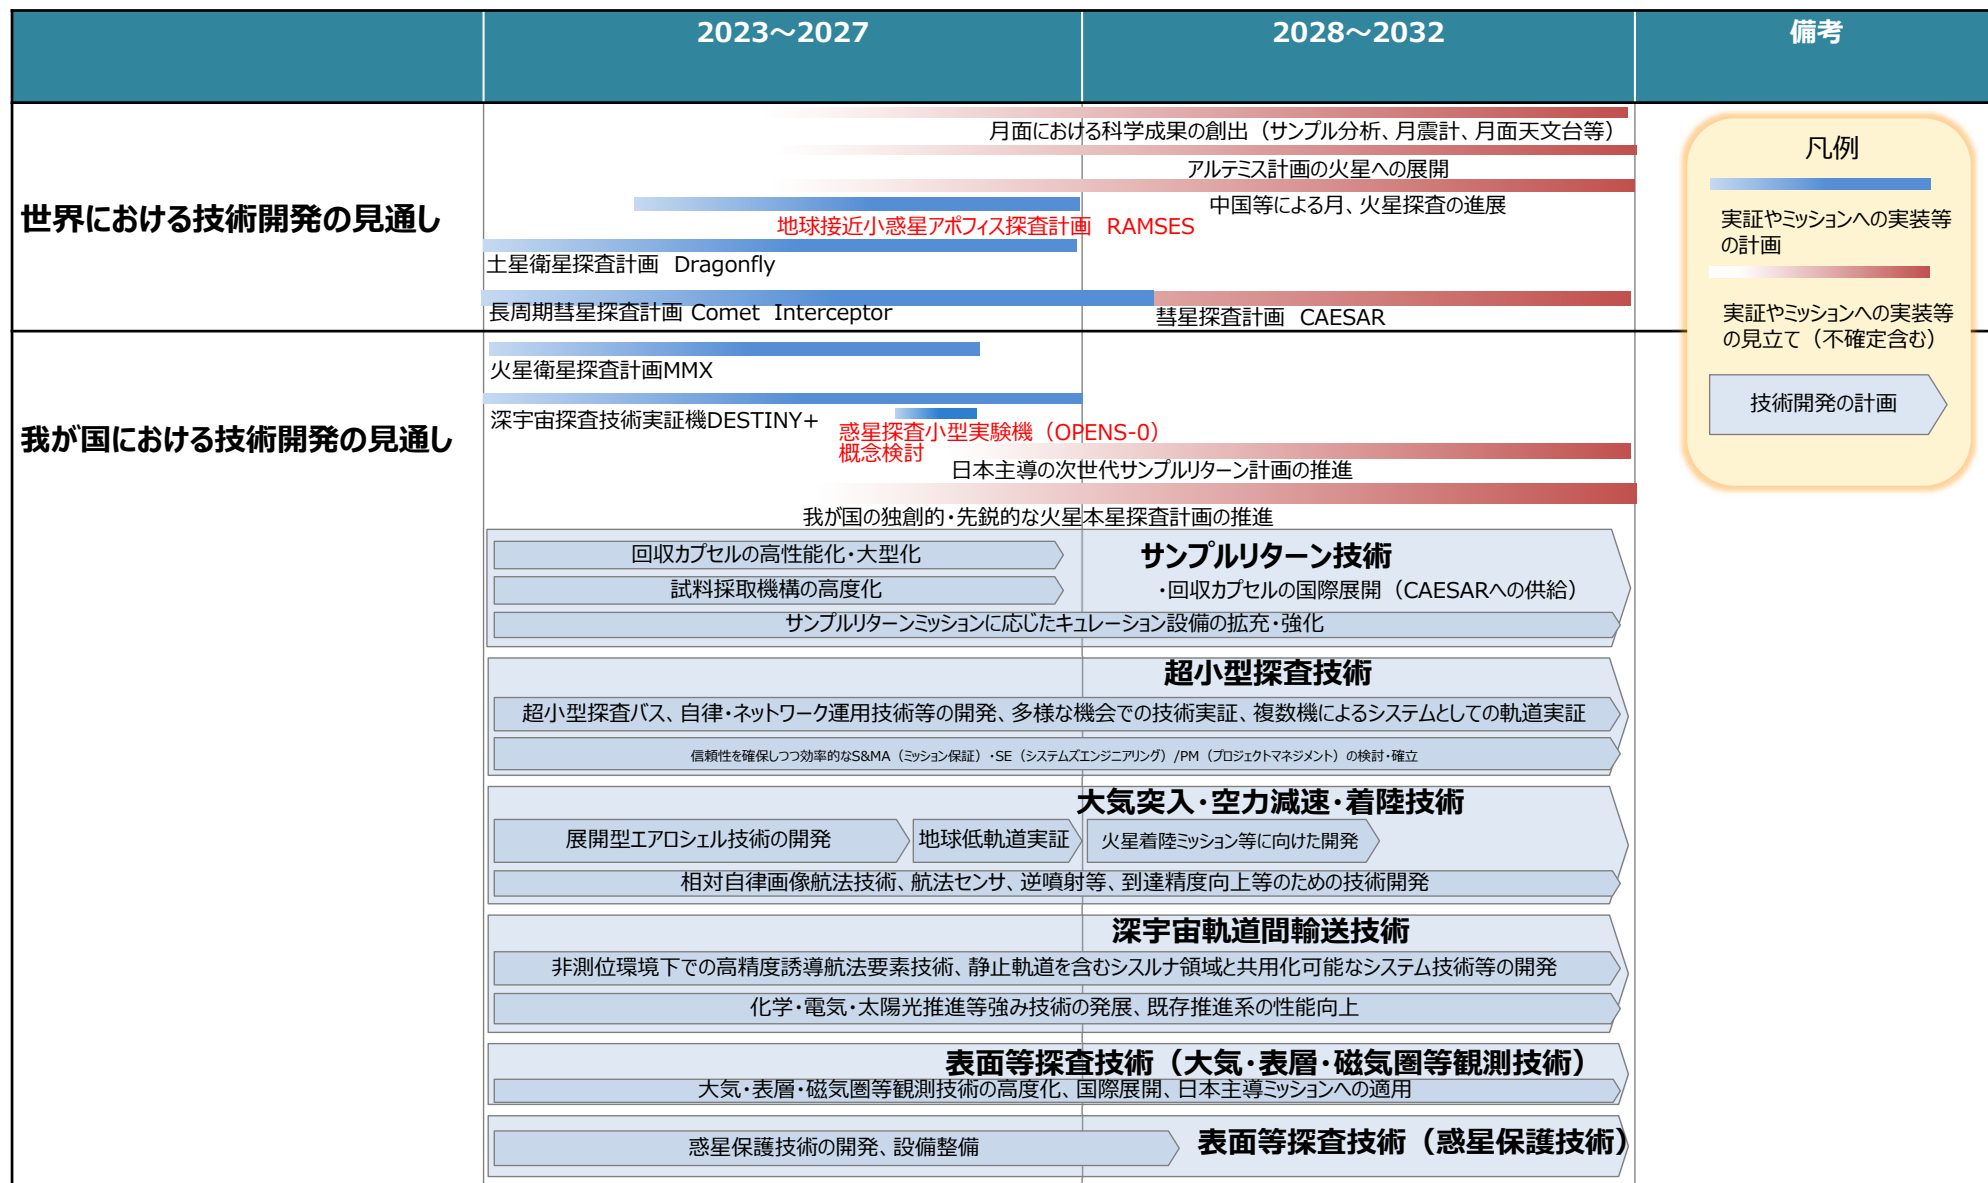 2023～2027
2028～2032
備考
世界における技術開発の見通し
月面における科学成果の創出（サンプル分析、月震計、月面天文台等）
アルテミス計画の火星への展開
中国等による月、火星探査の進展
地球接近小惑星アポフィス探査計画　RAMSES
土星衛星探査計画　Dragonfly
長周期彗星探査計画 Comet Interceptor
彗星探査計画　CAESAR
我が国における技術開発の見通し
火星衛星探査計画MMX
深宇宙探査技術実証機DESTINY+
惑星探査小型実験機（OPENS-0）
概念検討
日本主導の次世代サンプルリターン計画の推進
我が国の独創的・先鋭的な火星本星探査計画の推進
サンプルリターン技術
回収カプセルの高性能化・大型化
試料採取機構の高度化
・回収カプセルの国際展開（CAESARへの供給）
サンプルリターンミッションに応じたキュレーション設備の拡充・強化
超小型探査技術
超小型探査バス、自律・ネットワーク運用技術等の開発、多様な機会での技術実証、複数機によるシステムとしての軌道実証
信頼性を確保しつつ効率的なS&MA（ミッション保証）・SE（システムズエンジニアリング）/PM（プロジェクトマネジメント）の検討・確立
大気突入・空力減速・着陸技術
展開型エアロシェル技術の開発
地球低軌道実証
火星着陸ミッション等に向けた開発
相対自律画像航法技術、航法センサ、逆噴射等、到達精度向上等のための技術開発
深宇宙軌道間輸送技術
非測位環境下での高精度誘導航法要素技術、静止軌道を含むシスルナ領域と共用化可能なシステム技術等の開発
化学・電気・太陽光推進等強み技術の発展、既存推進系の性能向上
表面等探査技術（大気・表層・磁気圏等観測技術）
大気・表層・磁気圏等観測技術の高度化、国際展開、日本主導ミッションへの適用
表面等探査技術（惑星保護技術）
惑星保護技術の開発、設備整備
凡例
実証やミッションへの実装等
の計画
実証やミッションへの実装等
の見立て（不確定含む）
技術開発の計画